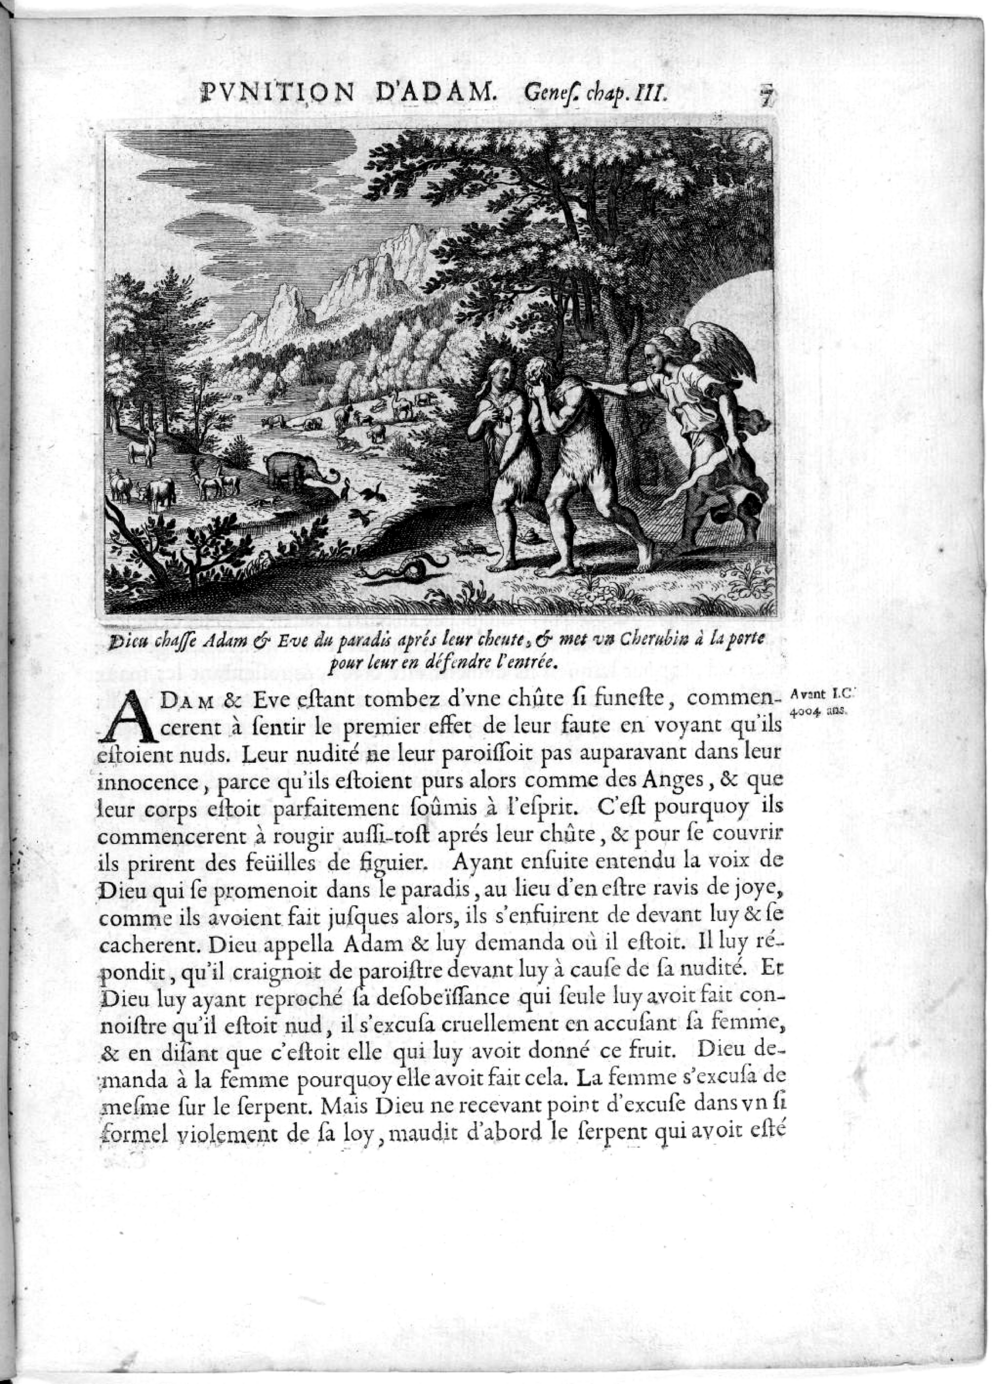 PVNITION D'ADAM. Geneſ. chap. III. 7
Dieu chaſſe Adam & Eve du paradis aprés leur cheute, & met vn Cherubin à la porte
pour leur en défendre l'entrée.
ADAM & Eve eſtant tombez d'vne chûte ſi funeſte, commen-
cerent à ſentir le premier effet de leur faute en voyant qu'ils
eſtoient nuds. Leur nudité ne leur paroiſſoit pas auparavant dans leur
innocence, parce qu'ils eſtoient purs alors comme des Anges, & que
leur corps eſtoit parfaitement ſoûmis à l'eſprit. C'eſt pourquoy ils
commencerent à rougir auſſi-toſt aprés leur chûte, & pour ſe couvrir
ils prirent des feüilles de figuier. Ayant enſuite entendu la voix de
Dieu qui ſe promenoit dans le paradis, au lieu d'en eſtre ravis de joye,
comme ils avoient fait juſques alors, ils s'enfuirent de devant luy & ſe
cacherent. Dieu appella Adam & luy demanda où il eſtoit. Il luy ré-
pondit, qu'il craignoit de paroiſtre devant luy à cauſe de ſa nudité. Et
Dieu luy ayant reproché ſa deſobeïſſance qui ſeule luy avoit fait con-
noiſtre qu'il eſtoit nud, il s'excuſa cruellement en accuſant ſa femme,
& en diſant que c'eſtoit elle qui luy avoit donné ce fruit. Dieu de-
manda à la femme pourquoy elle avoit fait cela. La femme s'excuſa de
meſme ſur le ſerpent. Mais Dieu ne recevant point d'excuſe dans vn ſi
formel violement de ſa loy, maudit d'abord le ſerpent qui avoit eſté
Avant I.C.
4004 ans.